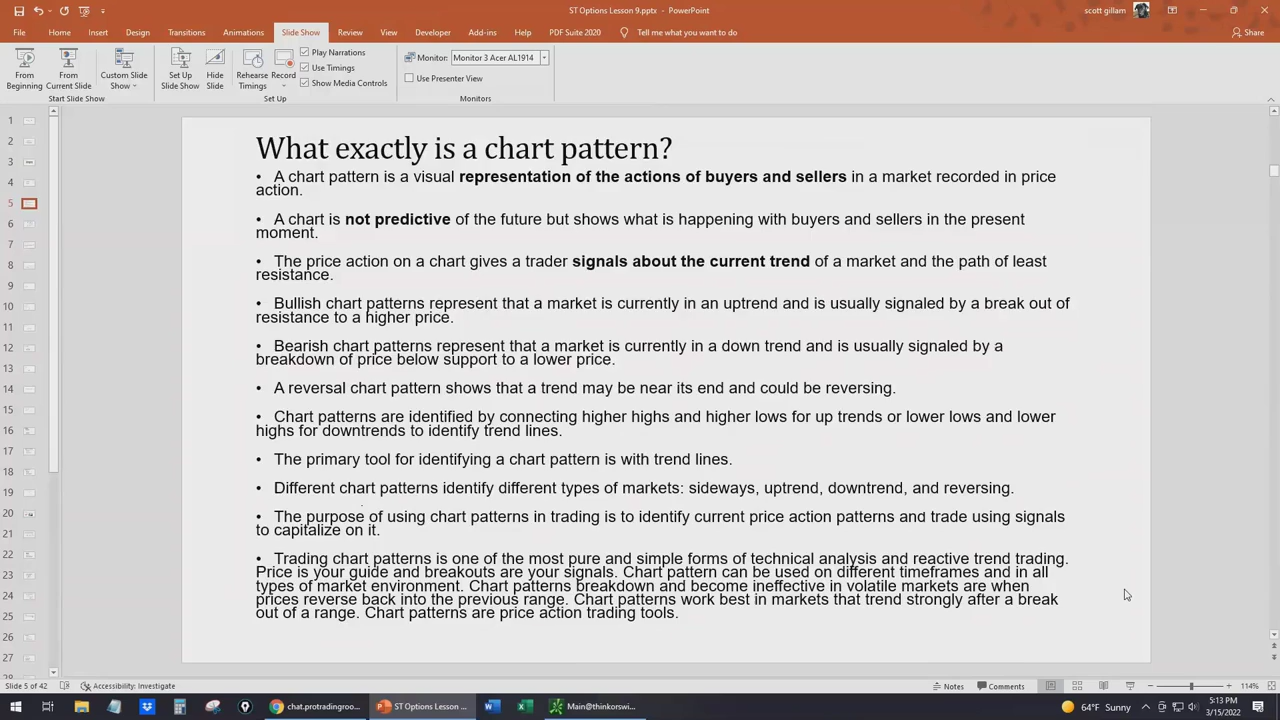 ST Options Lesson 9.pptx - PowerPoint
scott gillam
File Home Insert Design Transitions Animations Slide Show Review View Developer Add-ins Help PDF Suite 2020 Tell me what you want to do Share
From Beginning
From Current Slide
Custom Slide Show
Set Up Slide Show
Hide Slide
Rehearse Timings
Record
Play Narrations
Use Timings
Show Media Controls
Monitor: Monitor 3 Acer AL1914
Use Presenter View
Start Slide Show
Set Up
Monitors
1
2
3
4
5
6
7
8
9
10
11
12
13
14
15
16
17
18
19
20
21
22
23
24
25
26
27
What exactly is a chart pattern?
• A chart pattern is a visual representation of the actions of buyers and sellers in a market recorded in price
action.
• A chart is not predictive of the future but shows what is happening with buyers and sellers in the present
moment.
• The price action on a chart gives a trader signals about the current trend of a market and the path of least
resistance.
• Bullish chart patterns represent that a market is currently in an uptrend and is usually signaled by a break out of
resistance to a higher price.
• Bearish chart patterns represent that a market is currently in a down trend and is usually signaled by a
breakdown of price below support to a lower price.
• A reversal chart pattern shows that a trend may be near its end and could be reversing.
• Chart patterns are identified by connecting higher highs and higher lows for up trends or lower lows and lower
highs for downtrends to identify trend lines.
• The primary tool for identifying a chart pattern is with trend lines.
• Different chart patterns identify different types of markets: sideways, uptrend, downtrend, and reversing.
• The purpose of using chart patterns in trading is to identify current price action patterns and trade using signals
to capitalize on it.
• Trading chart patterns is one of the most pure and simple forms of technical analysis and reactive trend trading.
Price is your guide and breakouts are your signals. Chart pattern can be used on different timeframes and in all
types of market environment. Chart patterns breakdown and become ineffective in volatile markets are when
prices reverse back into the previous range. Chart patterns work best in markets that trend strongly after a break
out of a range. Chart patterns are price action trading tools.
Slide 5 of 42
Accessibility: Investigate
Notes
Comments
114%
chat.protradingroo...
ST Options Lesson ...
Main@thinkorswi...
64°F Sunny
5:13 PM
3/15/2022